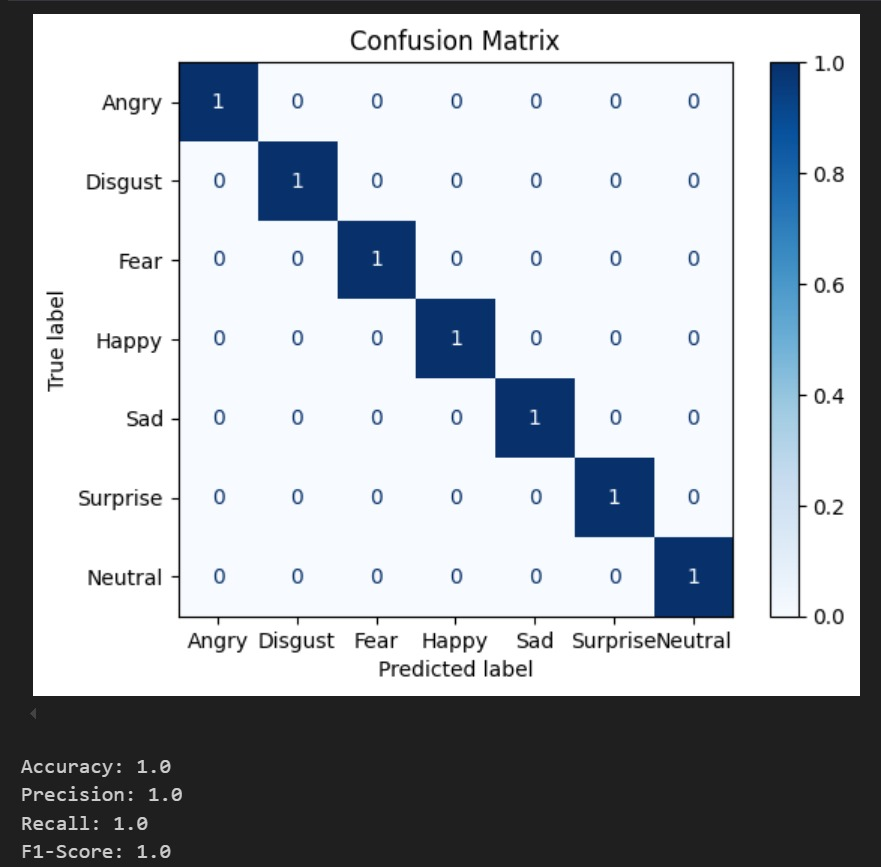 Confusion Matrix
Angry 1 0 0 0 0 0 0 1.0
Disgust 0 1 0 0 0 0 0 0.8
Fear 0 0 1 0 0 0 0 0.6
Happy 0 0 0 1 0 0 0
Sad 0 0 0 0 1 0 0 0.4
Surprise 0 0 0 0 0 1 0 0.2
Neutral 0 0 0 0 0 0 1 0.0
True label
Angry Disgust Fear Happy Sad Surprise Neutral
Predicted label
Accuracy: 1.0
Precision: 1.0
Recall: 1.0
F1-Score: 1.0